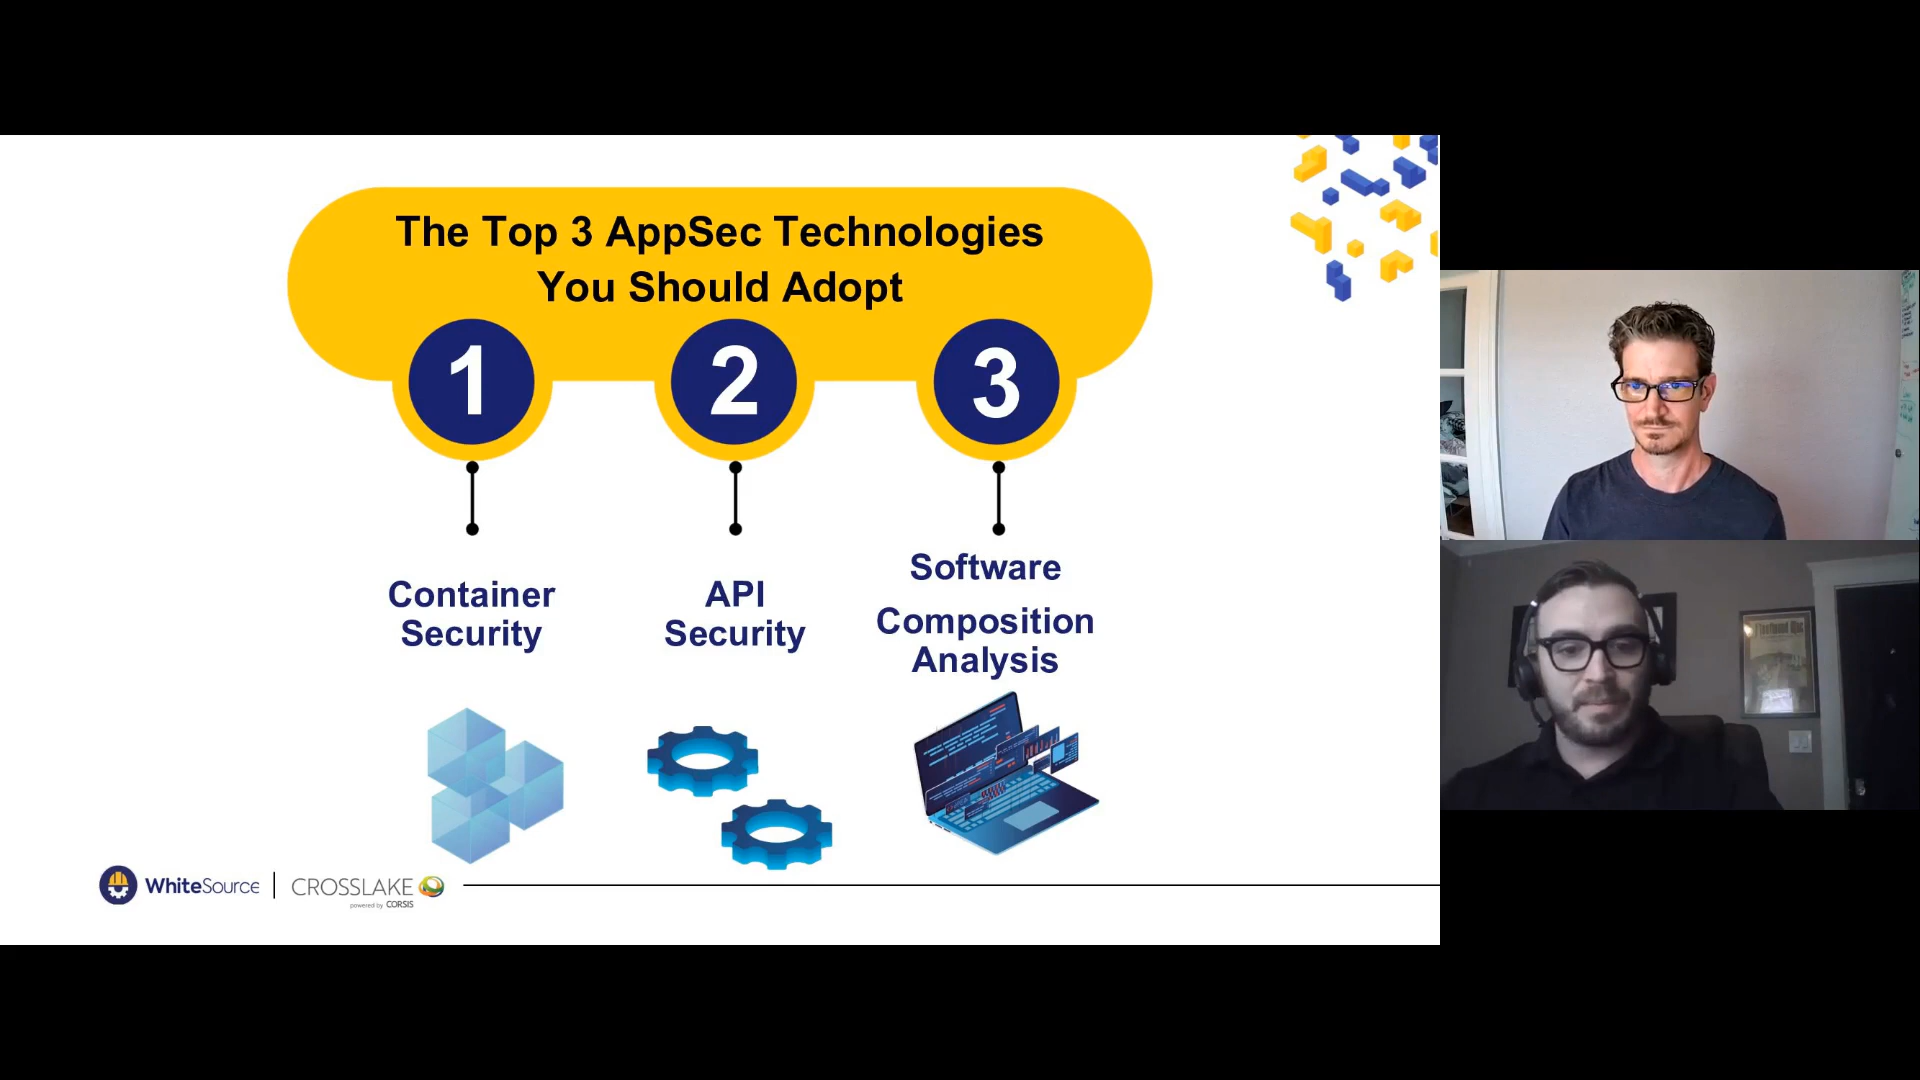 The Top 3 AppSec Technologies
You Should Adopt
1
2
3
Container
Security
API
Security
Software
Composition
Analysis
WhiteSource
CROSSLAKE
powered by CORSIS